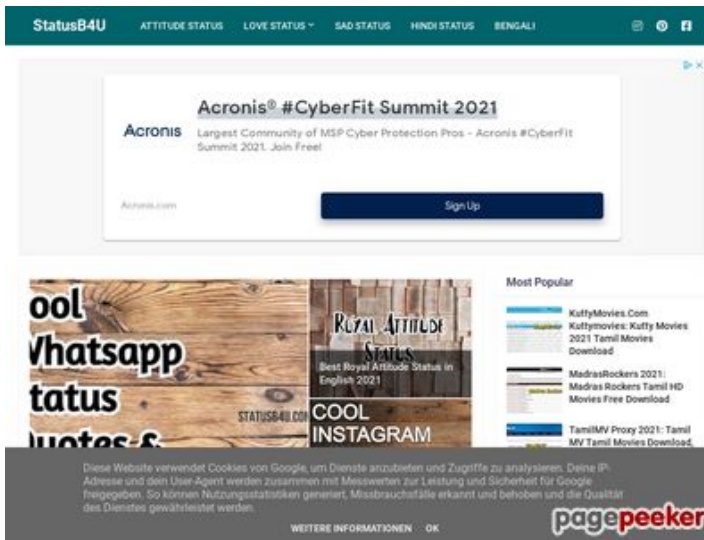 StatusB4U
ATTITUDE STATUS LOVE STATUS SAD STATUS HINDI STATUS BENGALI
Acronis® #CyberFit Summit 2021
Acronis
Largest Community of MSP Cyber Protection Pros - Acronis #CyberFit
Summit 2021. Join Free!
Acronis.com
Sign Up
ool
Whatsapp
tatus
Quotes &
STATUSB4U.COM
ROYAL ATTITUDE
STATUS
Best Royal Attitude Status in
English 2021
COOL
INSTAGRAM
Most Popular
KuttyMovies.Com
Kuttymovies: Kutty Movies
2021 Tamil Movies
Download
MadrasRockers 2021:
Madras Rockers Tamil HD
Movies Free Download
TamilMV Proxy 2021: Tamil
MV Tamil Movies Download,
Diese Website verwendet Cookies von Google, um Dienste anzubieten und Zugriffe zu analysieren. Deine IP-
Adresse und dein User-Agent werden zusammen mit Messwerten zur Leistung und Sicherheit für Google
freigegeben. So können Nutzungsstatistiken generiert, Missbrauchsfälle erkannt und behoben und die Qualität
des Dienstes gewährleistet werden.
WEITERE INFORMATIONEN OK
pagepeeker